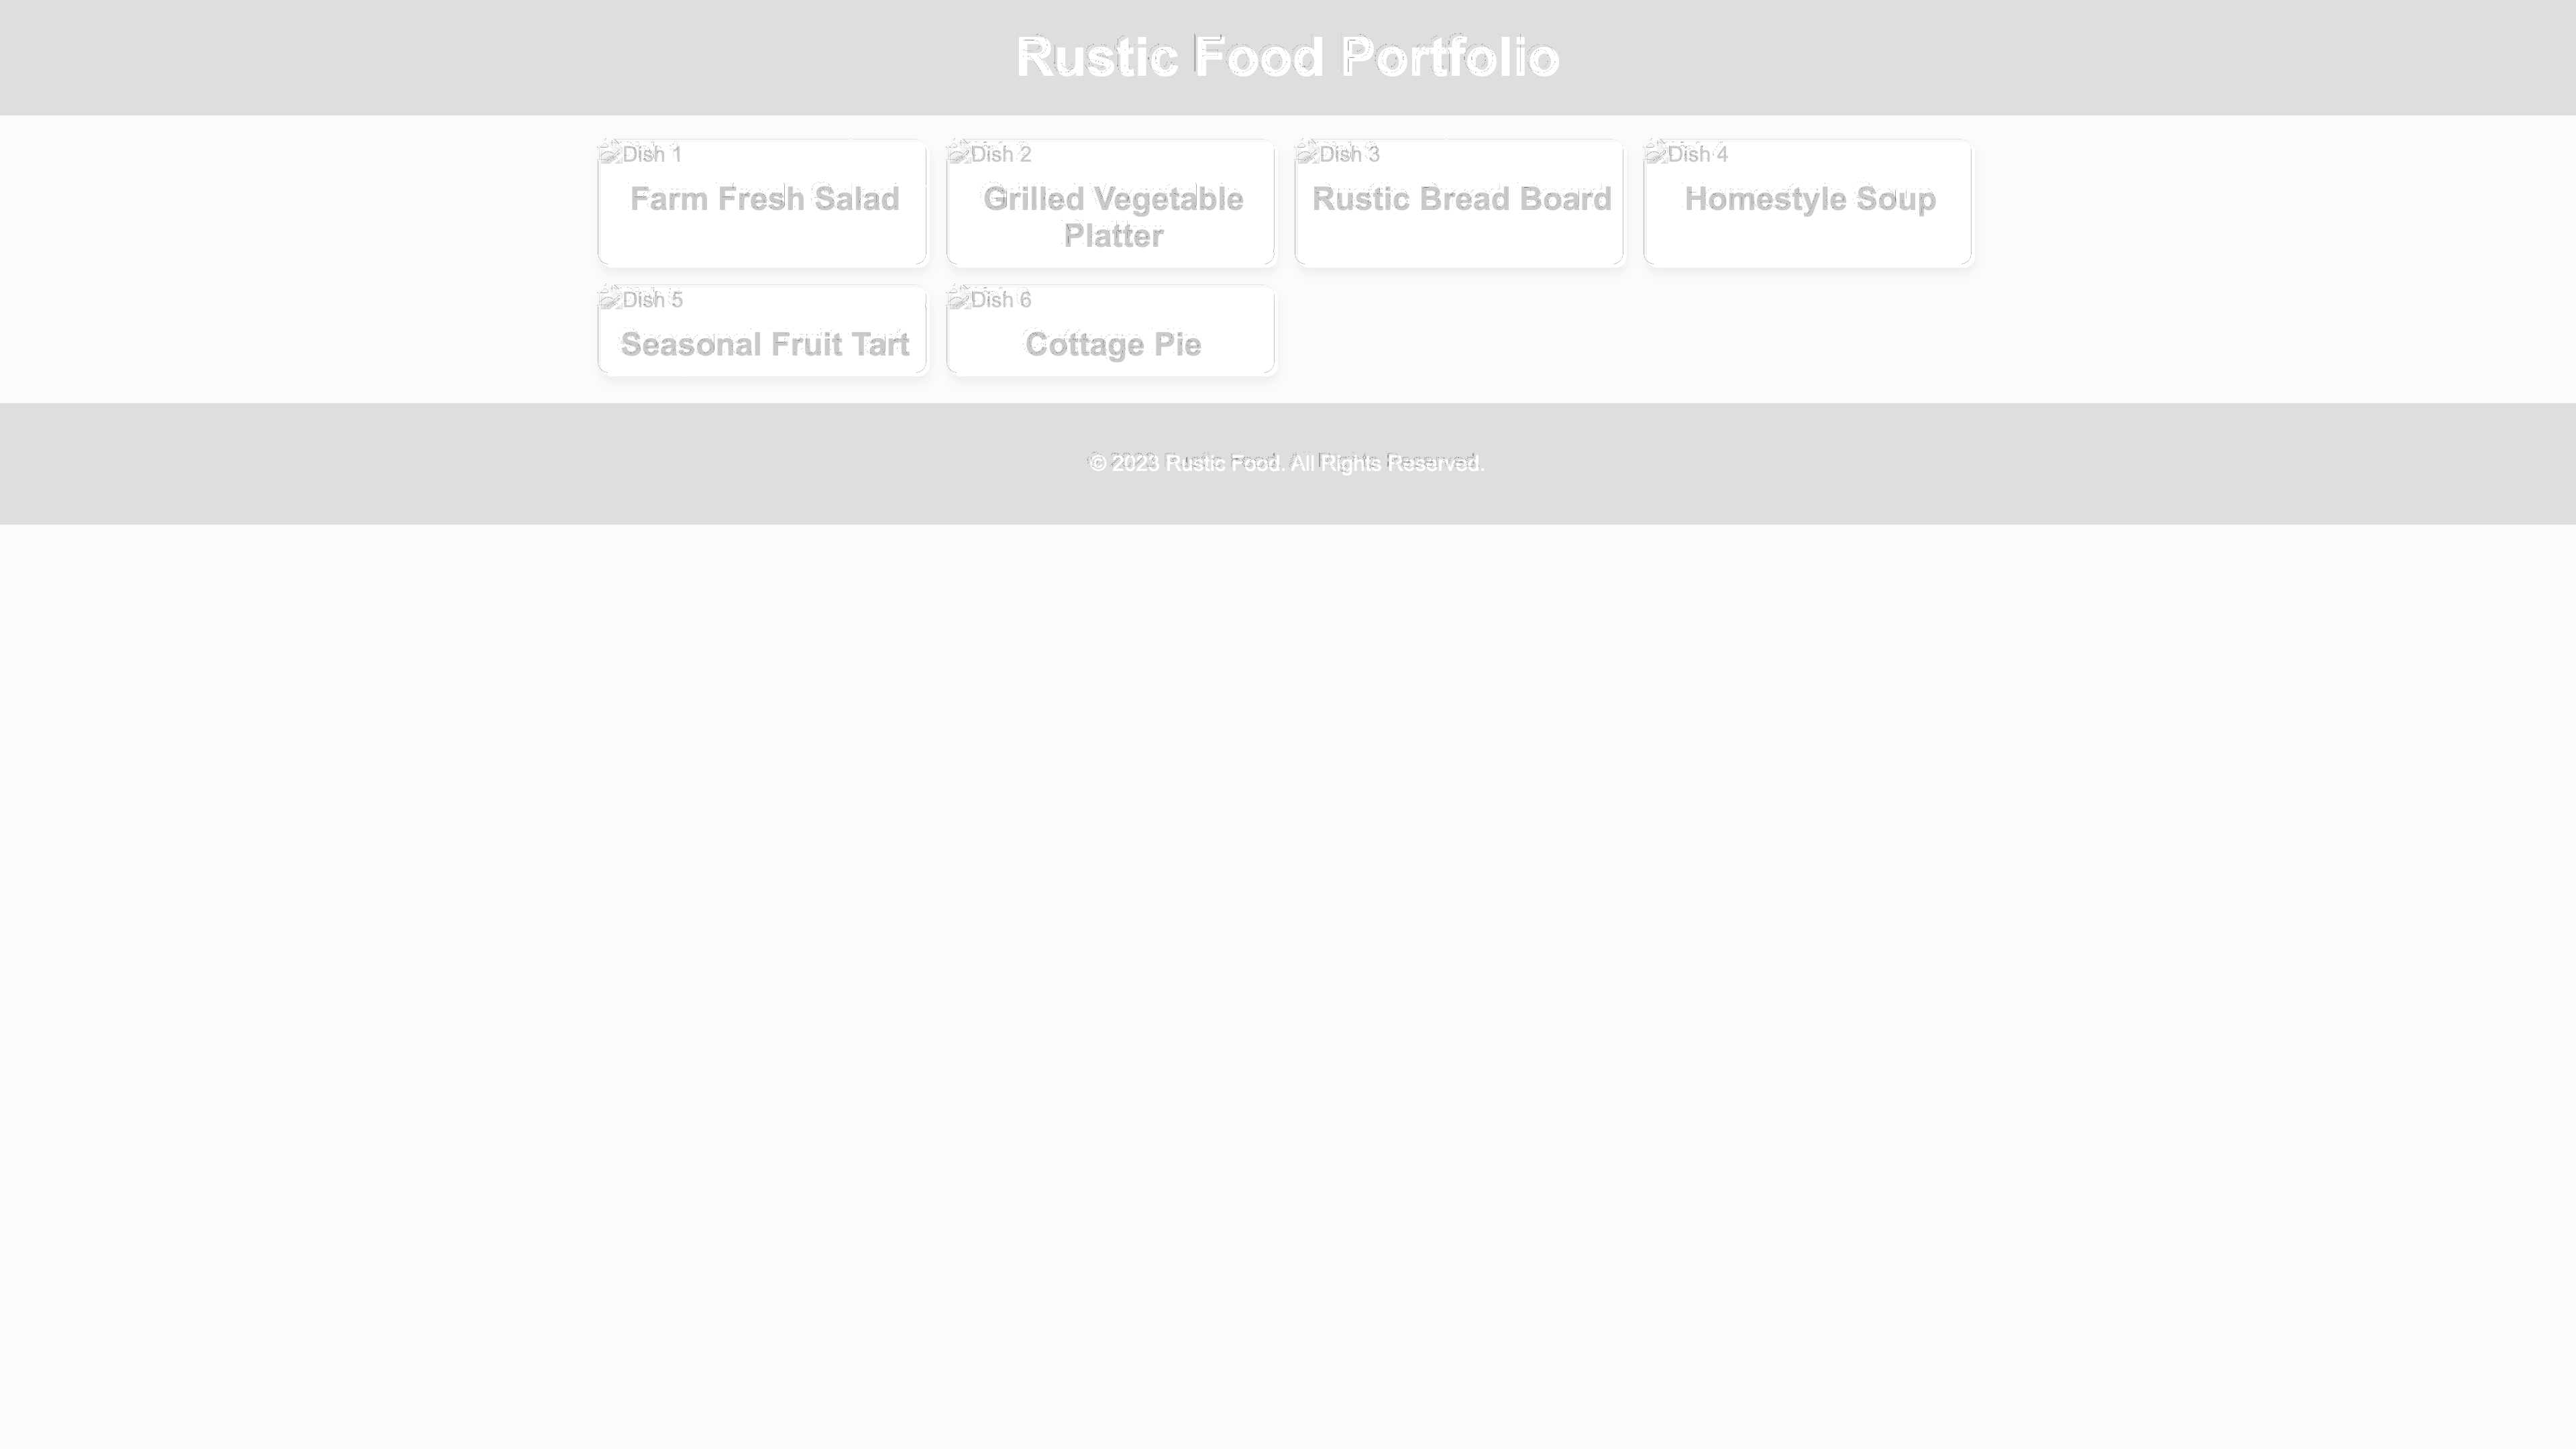 Rustic Food Portfolio
Dish 1
Farm Fresh Salad
Dish 2
Grilled Vegetable
Platter
Dish 3
Rustic Bread Board
Dish 4
Homestyle Soup
Dish 5
Seasonal Fruit Tart
Dish 6
Cottage Pie
© 2023 Rustic Food. All Rights Reserved.